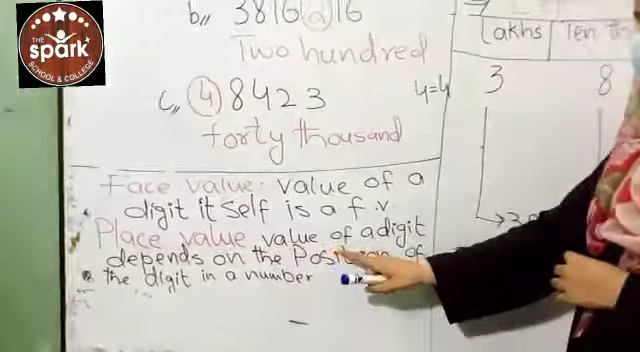 THE
spark
SCHOOL & COLLEGE
b,, 3816(2)16
Two hundred
c,, (4)8423 4=4
forty thousand
Face value: value of a
digit itself is a f.v.
Place value value of a digit
depends on the Position of
the digit in a number
Lakhs Ten
3 8